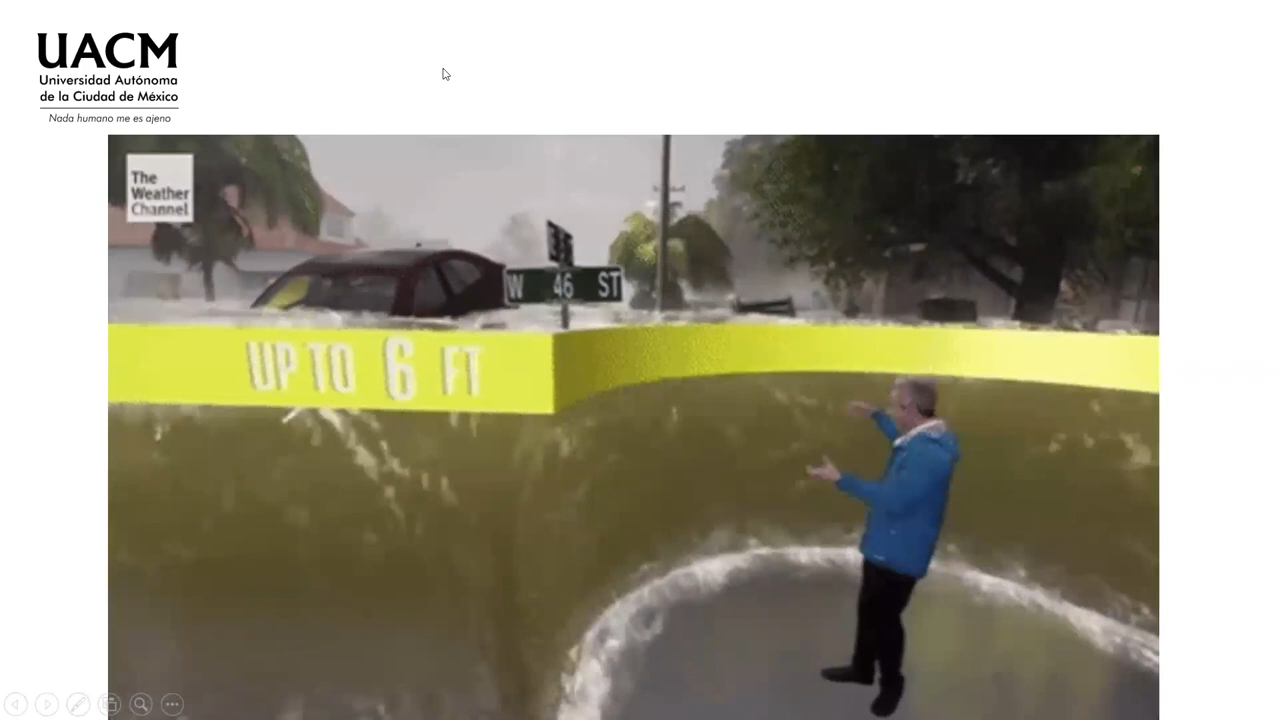 UACM
Universidad Autónoma
de la Ciudad de México
Nada humano me es ajeno
The
Weather
Channel
W 46 ST
UP TO 6 FT